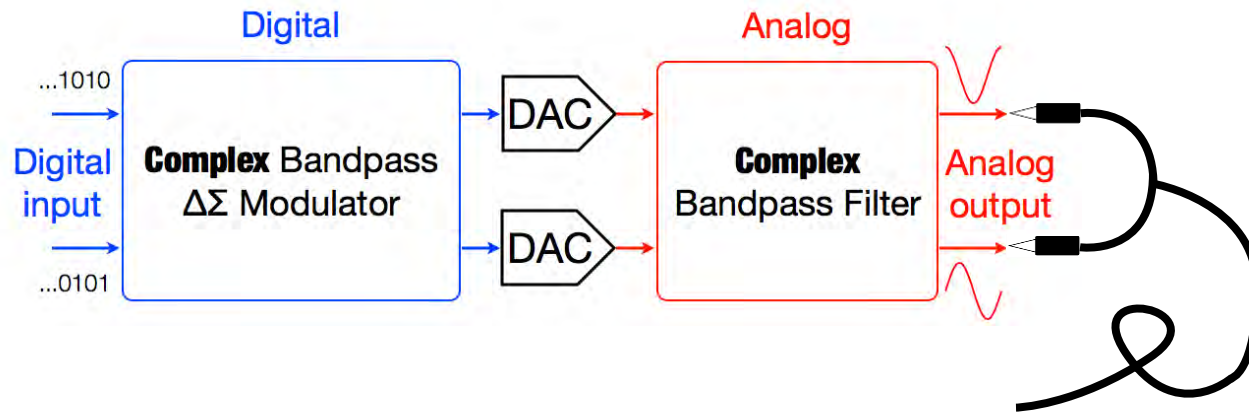 Digital
Analog
...1010
Digital
input
...0101
Complex Bandpass
ΔΣ Modulator
DAC
DAC
Complex
Bandpass Filter
Analog
output